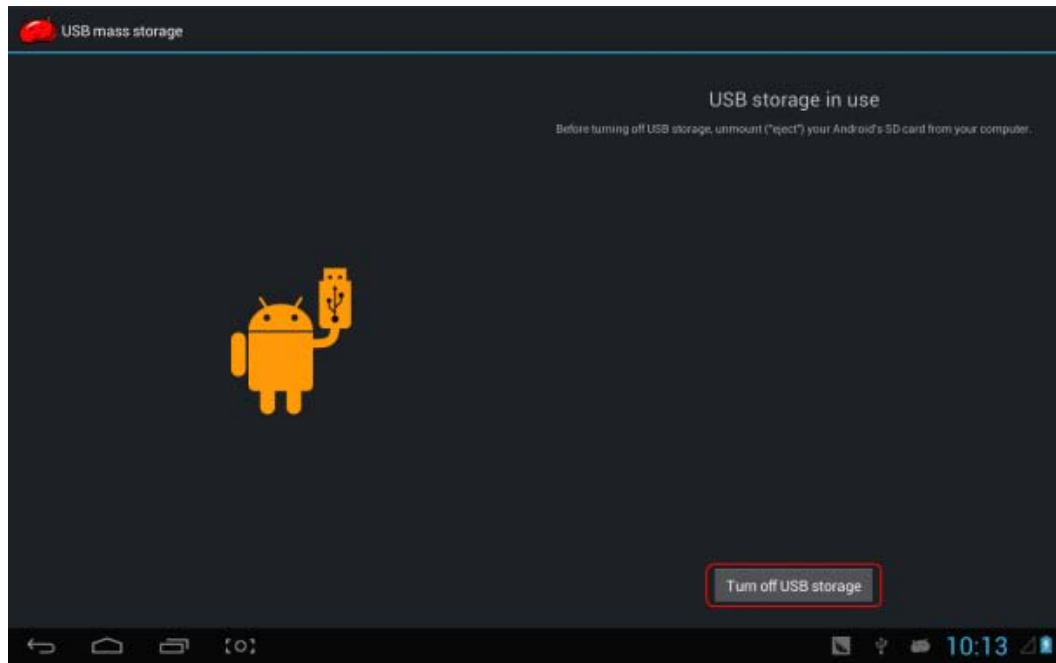 USB mass storage
USB storage in use
Before turning off USB storage, unmount ("eject") your Android's SD card from your computer.
Turn off USB storage
10:13